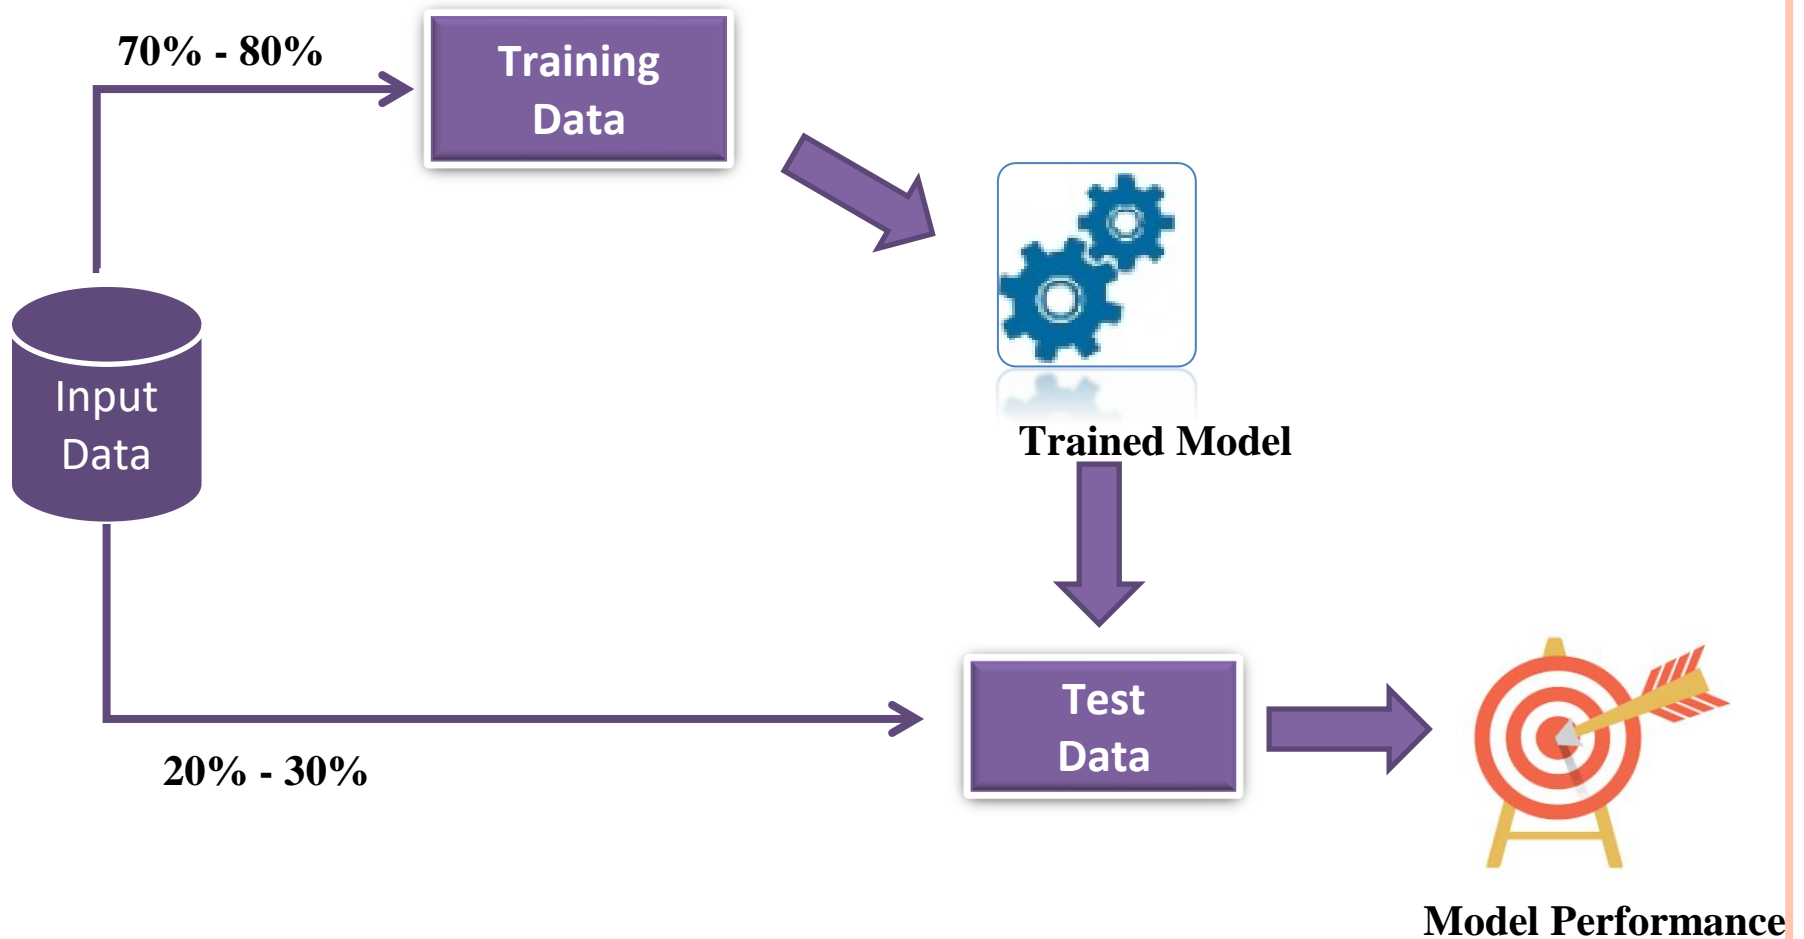 70% - 80%
Training
Data
Input
Data
Trained Model
Test
Data
20% - 30%
Model Performance